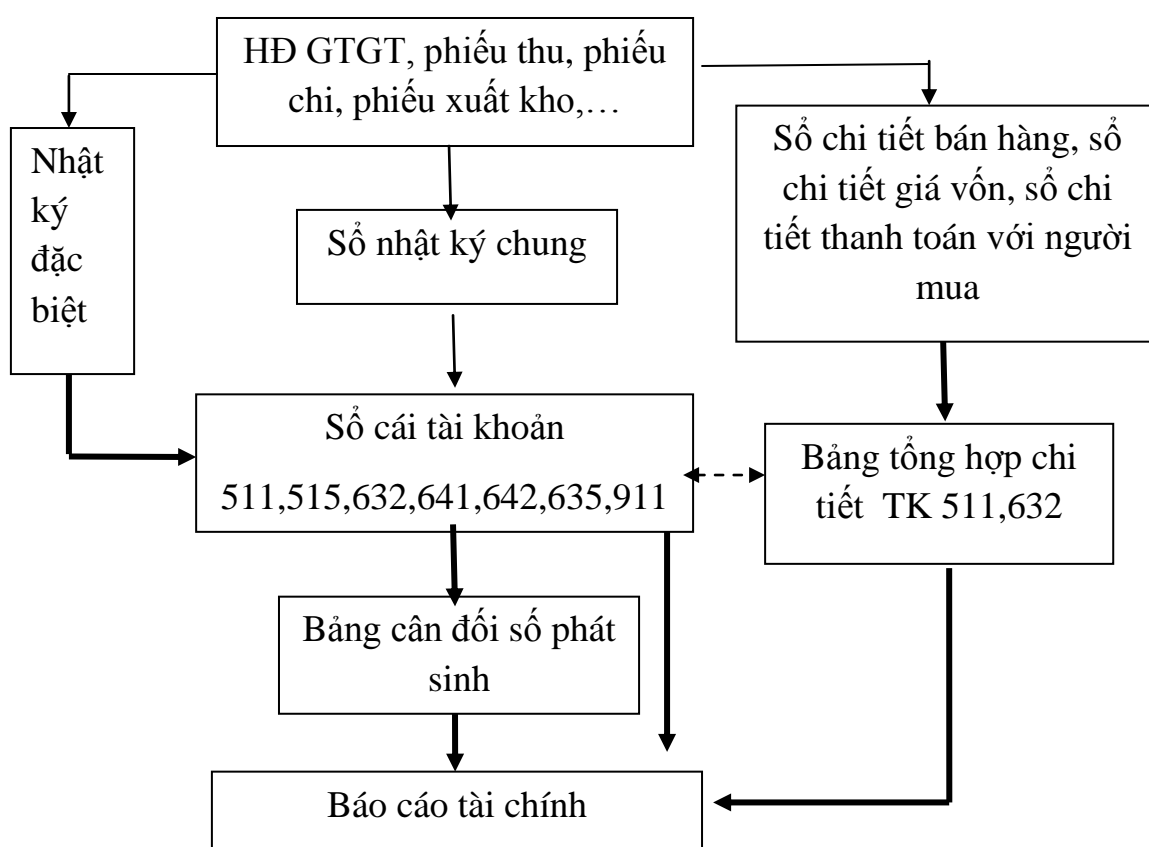 HĐ GTGT, phiếu thu, phiếu
chi, phiếu xuất kho,…
Nhật
ký
đặc
biệt
Sổ nhật ký chung
Sổ chi tiết bán hàng, sổ
chi tiết giá vốn, sổ chi
tiết thanh toán với người
mua
Sổ cái tài khoản
511,515,632,641,642,635,911
Bảng tổng hợp chi
tiết TK 511,632
Bảng cân đối số phát
sinh
Báo cáo tài chính